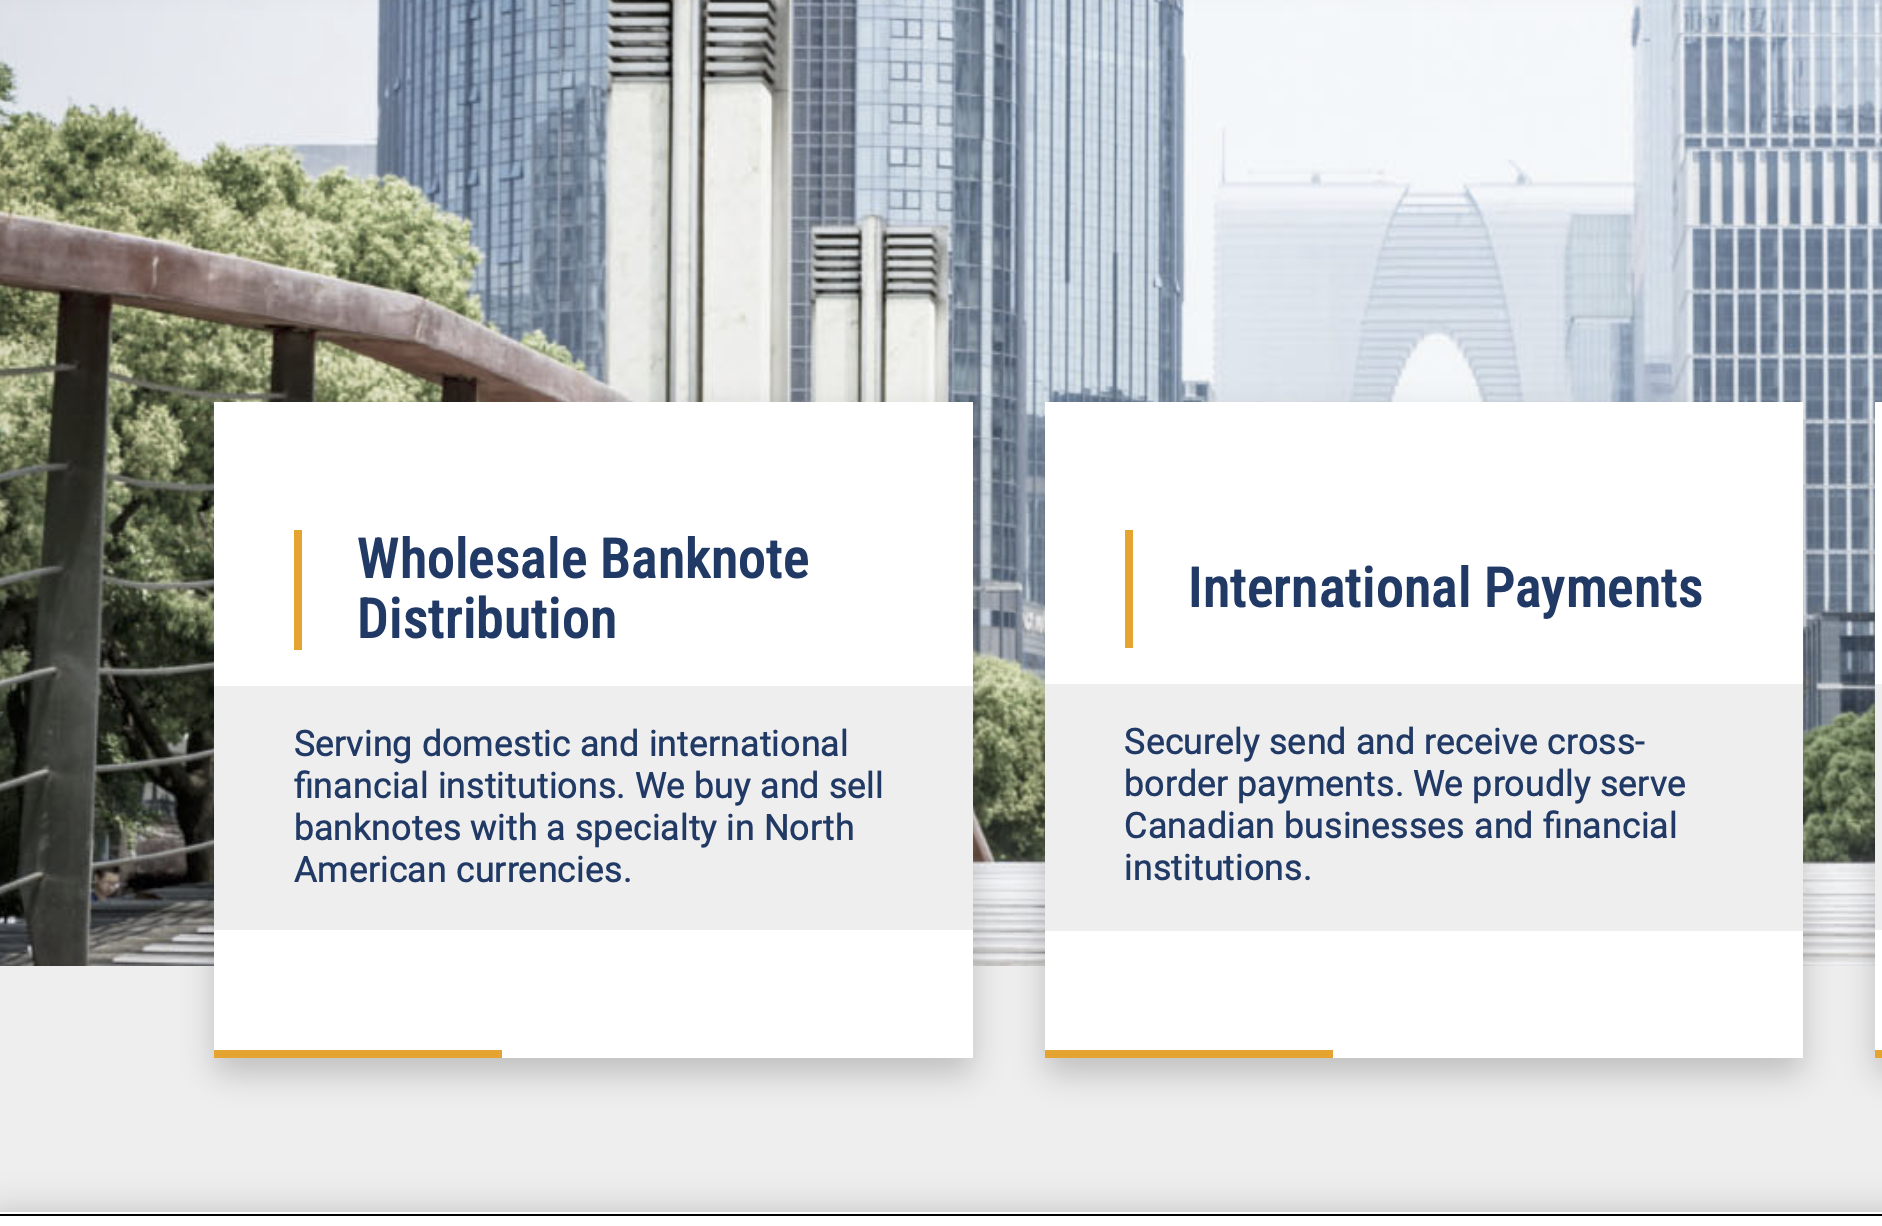 Wholesale Banknote
Distribution
Serving domestic and international
financial institutions. We buy and sell
banknotes with a specialty in North
American currencies.
International Payments
Securely send and receive cross-
border payments. We proudly serve
Canadian businesses and financial
institutions.